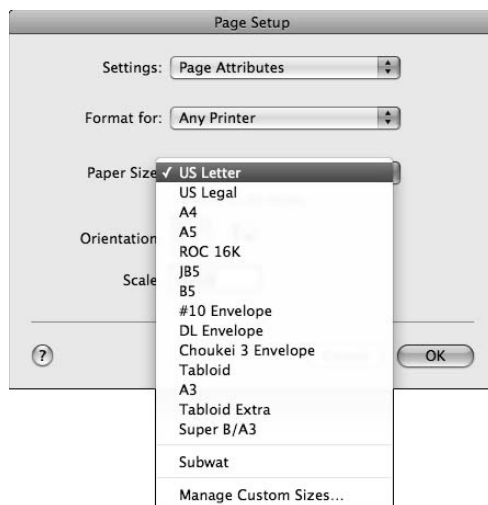 Page Setup
Settings: Page Attributes
Format for: Any Printer
Paper Size ✓ US Letter
US Legal
A4
A5
Orientation
ROC 16K
JB5
Scale
B5
#10 Envelope
DL Envelope
Choukei 3 Envelope
? OK
Tabloid
A3
Tabloid Extra
Super B/A3
Subwat
Manage Custom Sizes...